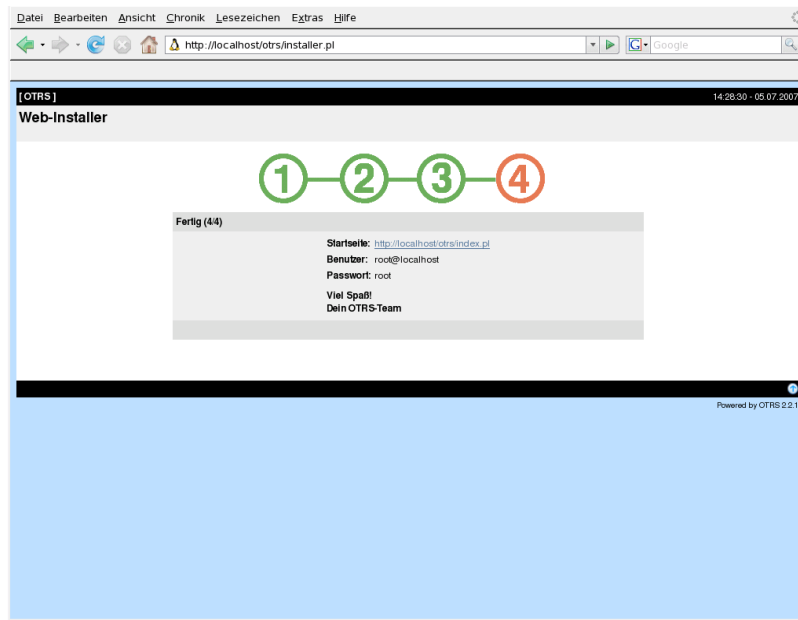 Datei Bearbeiten Ansicht Chronik Lesezeichen Extras Hilfe
http://localhost/otrs/installer.pl G Google
[ OTRS ] 14:28:30 - 05.07.2007
Web-Installer
1 2 3 4
Fertig (4/4)
Startseite: http://localhost/otrs/index.pl
Benutzer: root@localhost
Passwort: root
Viel Spaß!
Dein OTRS-Team
Powered by OTRS 2.2.1